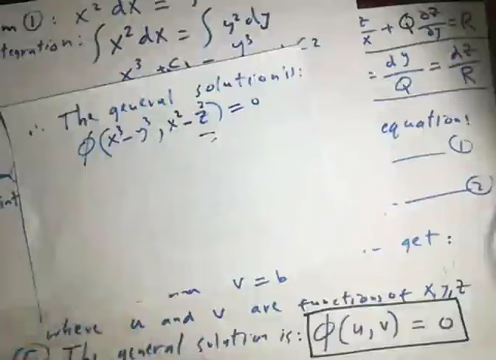 m ①: x² dx =
tegration: ∫ x² dx = ∫ y² dy
x³ + c₁ = y³
∴ The general solution is:
φ(x³ - y³, x² - z²) = 0
+ Q ∂z/∂y = R
= dy/Q = dz/R
equation:
①
②
get:
v = b
where u and v are functions of x, y, z
The general solution is: φ(u, v) = 0